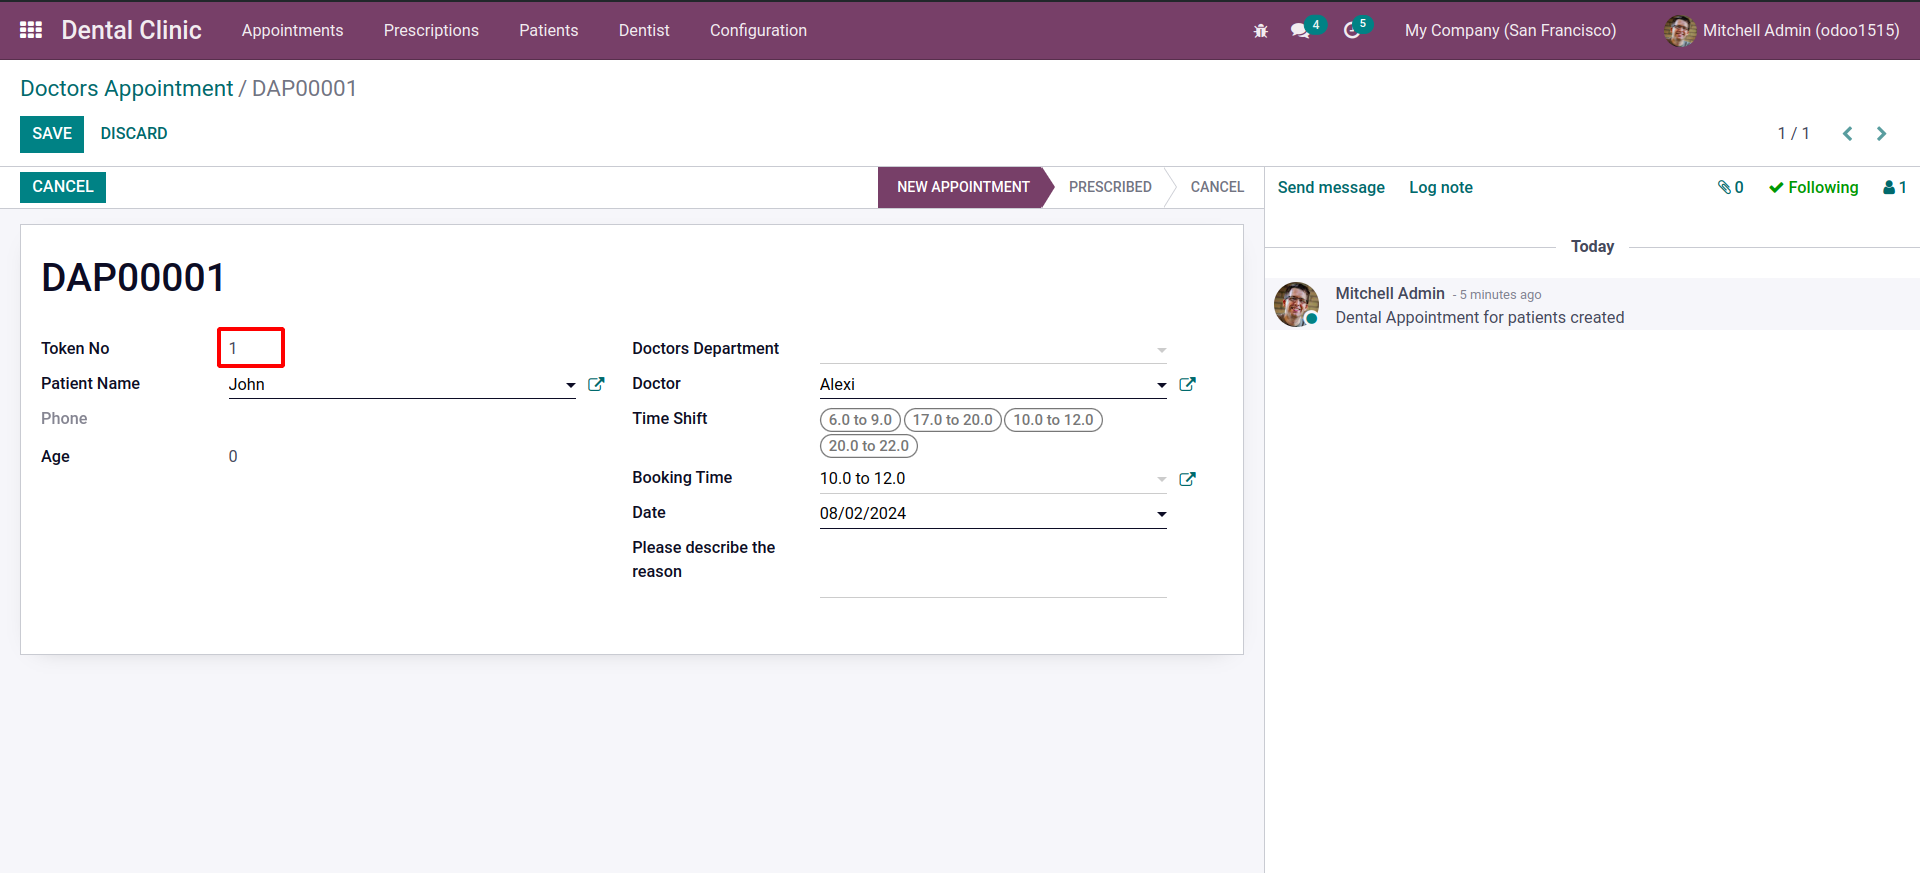 Dental Clinic Appointments Prescriptions Patients Dentist Configuration 4 5 My Company (San Francisco) Mitchell Admin (odoo1515)
Doctors Appointment / DAP00001
SAVE DISCARD 1 / 1
CANCEL NEW APPOINTMENT PRESCRIBED CANCEL Send message Log note 0 Following 1
DAP00001
Token No 1
Patient Name John
Phone
Age 0
Doctors Department
Doctor Alexi
Time Shift 6.0 to 9.0 17.0 to 20.0 10.0 to 12.0
20.0 to 22.0
Booking Time 10.0 to 12.0
Date 08/02/2024
Please describe the
reason
Today
Mitchell Admin - 5 minutes ago
Dental Appointment for patients created